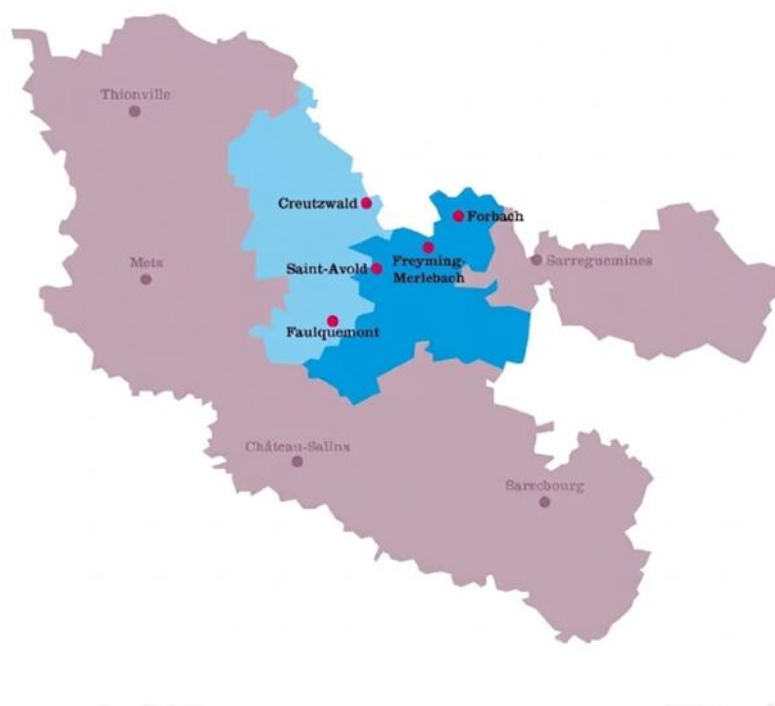 Thionville
Creutzwald
Forbach
Metz
Saint-Avold
Freyming-
Merlebach
Sarreguemines
Faulquemont
Château-Salins
Sarrebourg